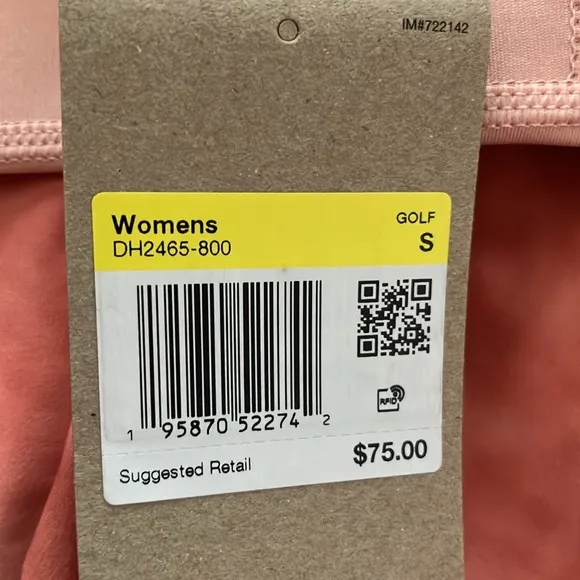 IM#722142
Womens
GOLF
DH2465-800
S
RFID
1 95870 52274 2
Suggested Retail
$75.00